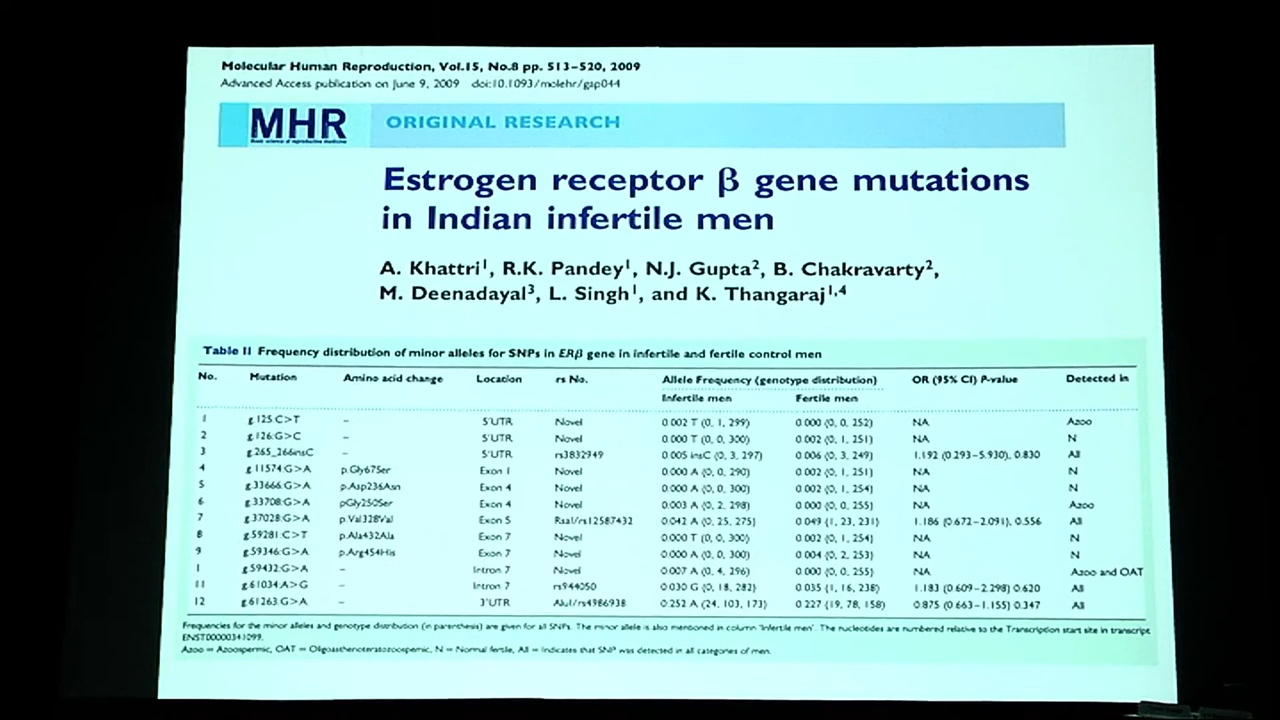 Molecular Human Reproduction, Vol.15, No.8 pp. 513–520, 2009
Advanced Access publication on June 9, 2009 doi:10.1093/molehr/gap044
MHR ORIGINAL RESEARCH
Basic science of reproductive medicine
Estrogen receptor β gene mutations
in Indian infertile men
A. Khattri¹, R.K. Pandey¹, N.J. Gupta², B. Chakravarty²,
M. Deenadayal³, L. Singh¹, and K. Thangaraj¹,⁴
Table II Frequency distribution of minor alleles for SNPs in ERβ gene in infertile and fertile control men
No. Mutation Amino acid change Location rs No. Allele Frequency (genotype distribution) OR (95% CI) P-value Detected in
Infertile men Fertile men
1 g.125:C>T – 5'UTR Novel 0.002 T (0, 1, 299) 0.000 (0, 0, 252) NA Azoo
2 g.126:G>C – 5'UTR Novel 0.000 T (0, 0, 300) 0.002 (0, 1, 251) NA N
3 g.265_266insC – 5'UTR rs3832949 0.005 insC (0, 3, 297) 0.006 (0, 3, 249) 1.192 (0.293–5.930), 0.830 All
4 g.11574:G>A p.Gly67Ser Exon 1 Novel 0.000 A (0, 0, 290) 0.002 (0, 1, 251) NA N
5 g.33666:G>A p.Asp236Asn Exon 4 Novel 0.000 A (0, 0, 300) 0.002 (0, 1, 254) NA N
6 g.33708:G>A pGly250Ser Exon 4 Novel 0.003 A (0, 2, 298) 0.000 (0, 0, 255) NA Azoo
7 g.37028:G>A p.Val328Val Exon 5 RsaI/rs12587432 0.042 A (0, 25, 275) 0.049 (1, 23, 231) 1.186 (0.672–2.091), 0.556 All
8 g.59281:C>T p.Ala432Ala Exon 7 Novel 0.000 T (0, 0, 300) 0.002 (0, 1, 254) NA N
9 g.59346:G>A p.Arg454His Exon 7 Novel 0.000 A (0, 0, 300) 0.004 (0, 2, 253) NA N
1 g.59432:G>A – Intron 7 Novel 0.007 A (0, 4, 296) 0.000 (0, 0, 255) NA Azoo and OAT
11 g.61034:A>G – Intron 7 rs944050 0.030 G (0, 18, 282) 0.035 (1, 16, 238) 1.183 (0.609–2.298) 0.620 All
12 g.61263:G>A – 3'UTR AluI/rs4986938 0.252 A (24, 103, 173) 0.227 (19, 78, 158) 0.875 (0.663–1.155) 0.347 All
Frequencies for the minor alleles and genotype distribution (in parenthesis) are given for all SNPs. The minor allele is also mentioned in column 'Infertile men'. The nucleotides are numbered relative to the Transcription start site in transcript
ENST00000341099.
Azoo = Azoospermic, OAT = Oligoasthenoteratozoospemic, N = Normal fertile, All = Indicates that SNP was detected in all categories of men.